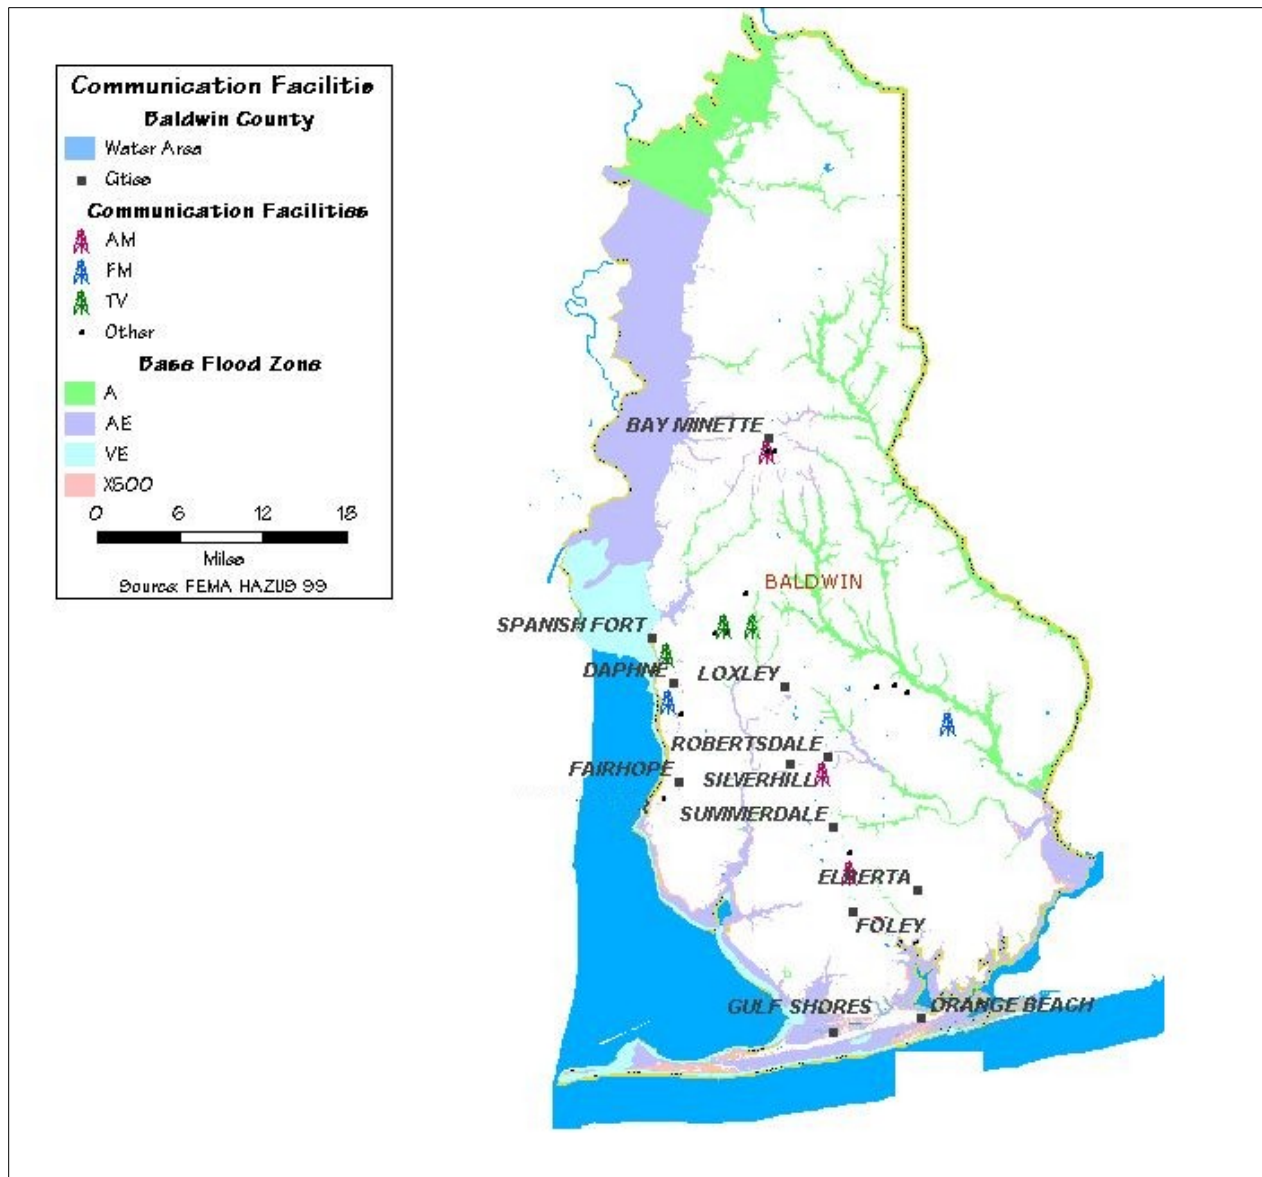 Communication Facilitie
Baldwin County
Water Area
Cities
Communication Facilities
AM
FM
TV
Other
Base Flood Zone
A
AE
VE
X500
0 6 12 18
Miles
Source: FEMA HAZUS 99
BAY MINETTE
BALDWIN
SPANISH FORT
DAPHNE
LOXLEY
ROBERTSDALE
FAIRHOPE
SILVERHILL
SUMMERDALE
ELBERTA
FOLEY
GULF SHORES
ORANGE BEACH